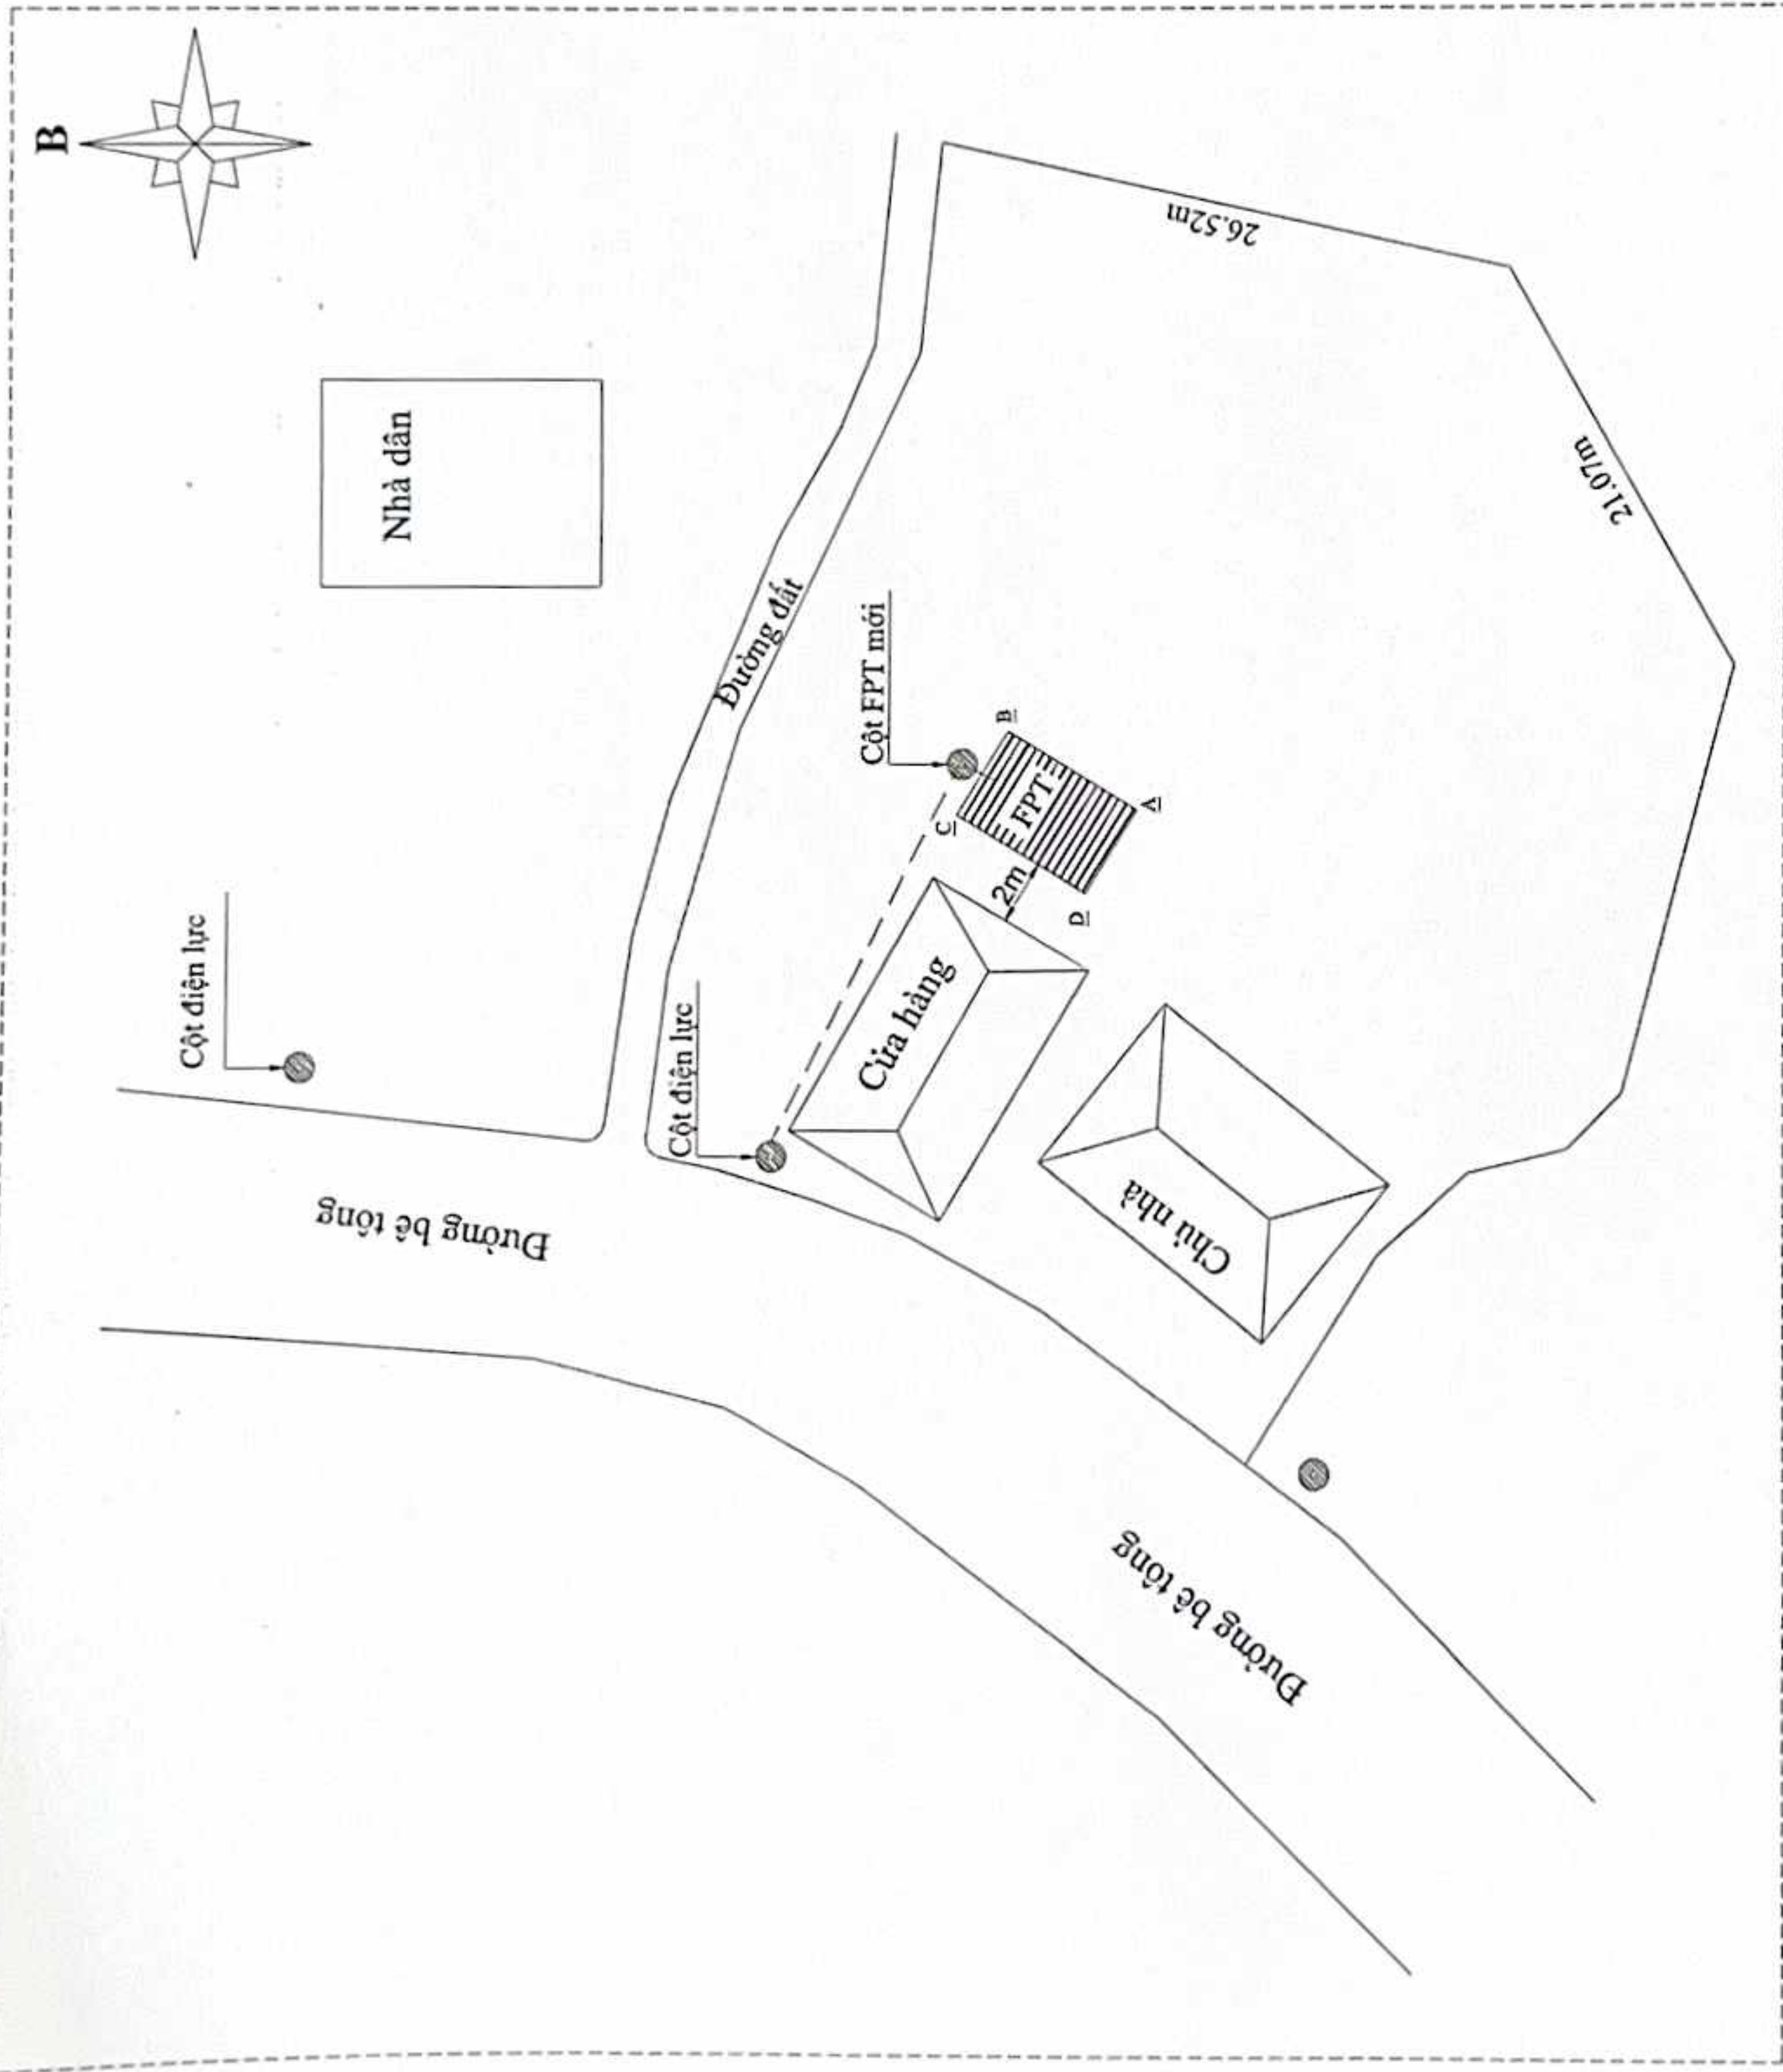 B
Nhà dân
Cột điện lực
Đường đất
Cột FPT mới
26.52m
21.07m
B
C
FPT
A
D
2m
Cửa hàng
Cột điện lực
Chủ nhà
Đường bê tông
Đường bê tông